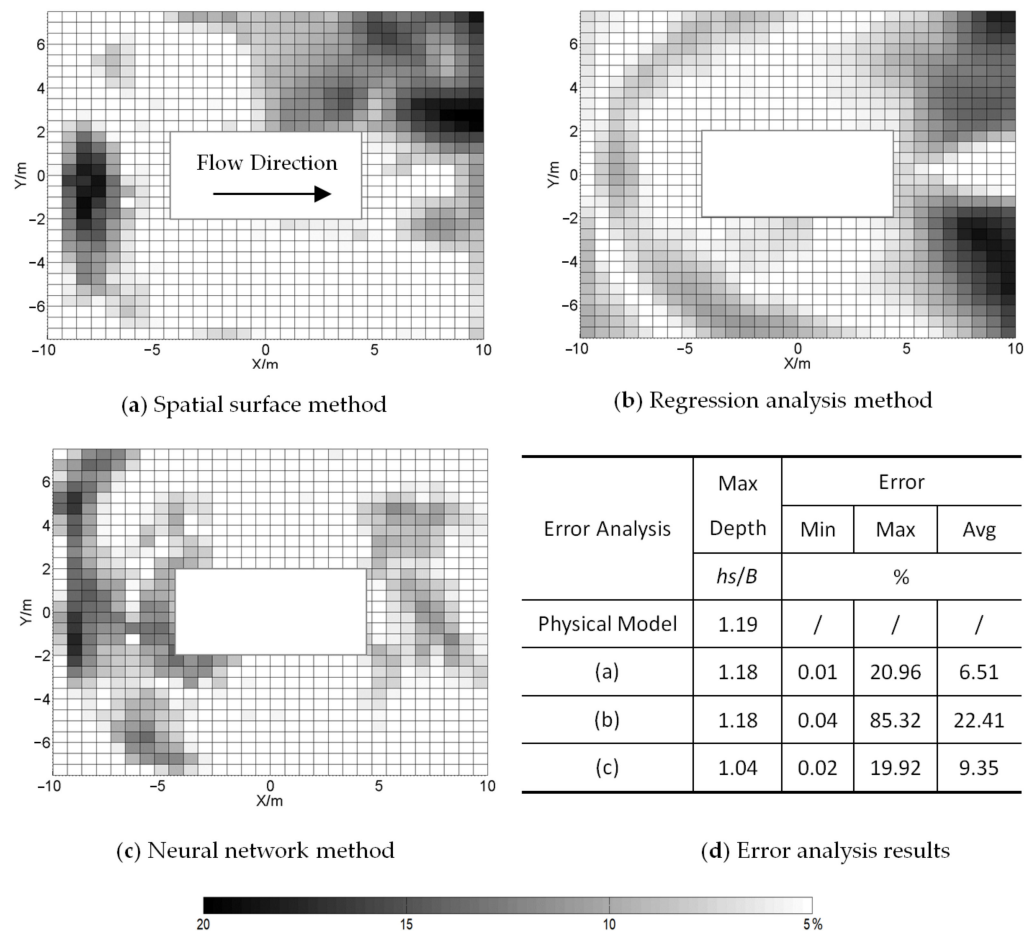 6
4
2
0
−2
−4
−6
Y/m
Flow Direction
−10
−5
0
5
10
X/m
(a) Spatial surface method
6
4
2
0
−2
−4
−6
Y/m
−10
−5
0
5
10
X/m
(b) Regression analysis method
6
4
2
0
−2
−4
−6
Y/m
−10
−5
0
5
10
X/m
(c) Neural network method
Error Analysis
Max
Depth
Error
Min Max Avg
hs/B %
Physical Model 1.19 / / /
(a) 1.18 0.01 20.96 6.51
(b) 1.18 0.04 85.32 22.41
(c) 1.04 0.02 19.92 9.35
(d) Error analysis results
20 15 10 5%